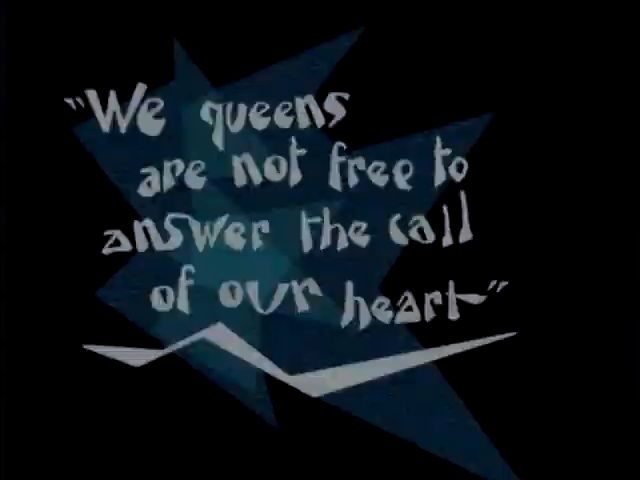 "We queens
are not free to
answer the call
of our heart-"